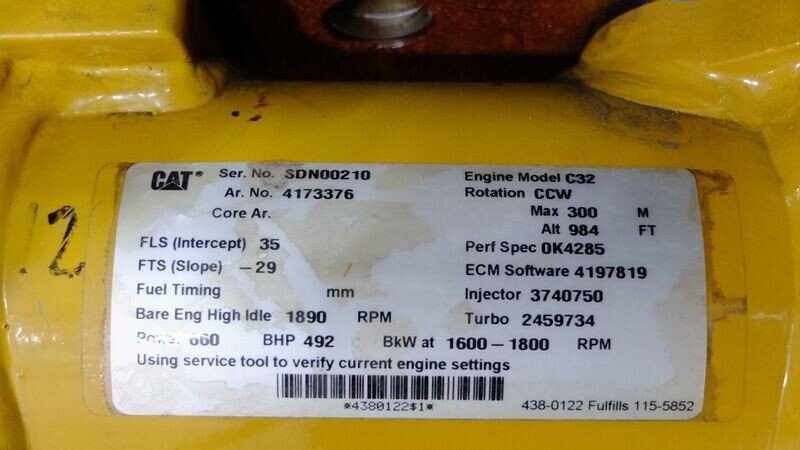 12
CAT® Ser. No. SDN00210 Engine Model C32
Ar. No. 4173376 Rotation CCW
Core Ar. Max 300 M
Alt 984 FT
FLS (Intercept) 35 Perf Spec 0K4285
FTS (Slope) -29 ECM Software 4197819
Fuel Timing mm Injector 3740750
Bare Eng High Idle 1890 RPM Turbo 2459734
Power 660 BHP 492 BkW at 1600-1800 RPM
Using service tool to verify current engine settings
*4380122$1* 438-0122 Fulfills 115-5852